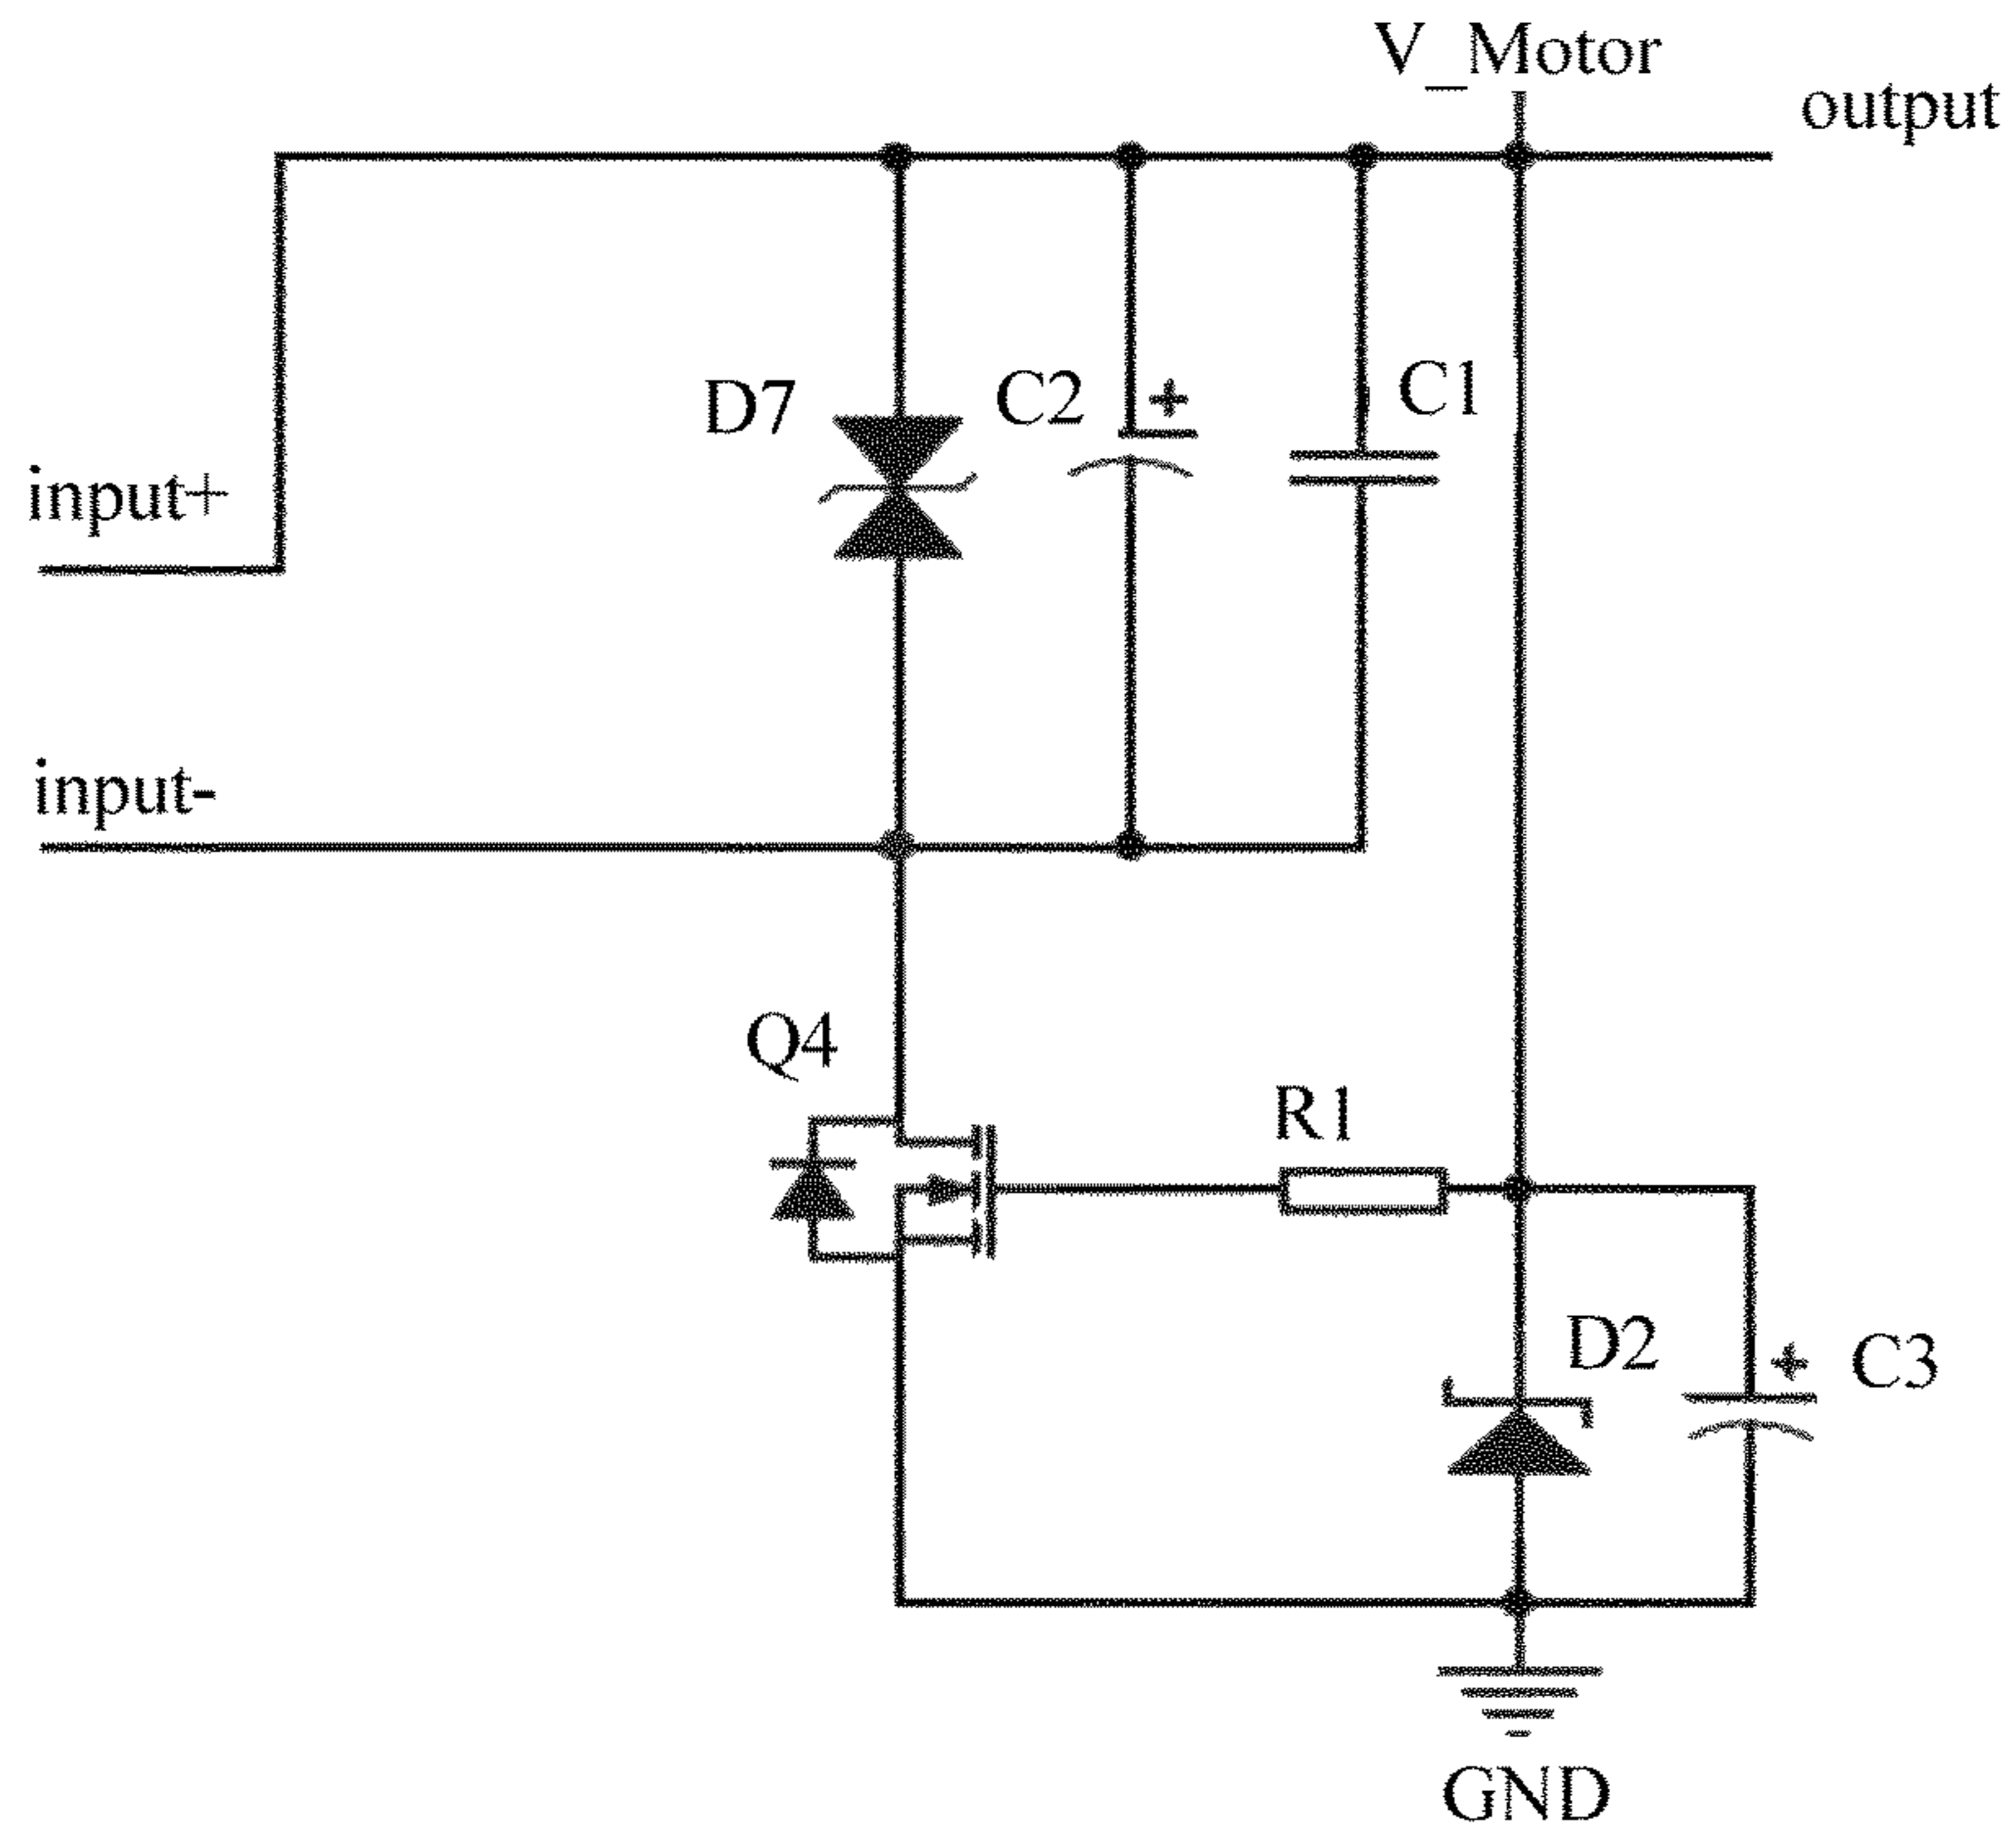 V_Motor
output
D7
C2
+
C1
input+
input-
Q4
R1
D2
+
C3
GND